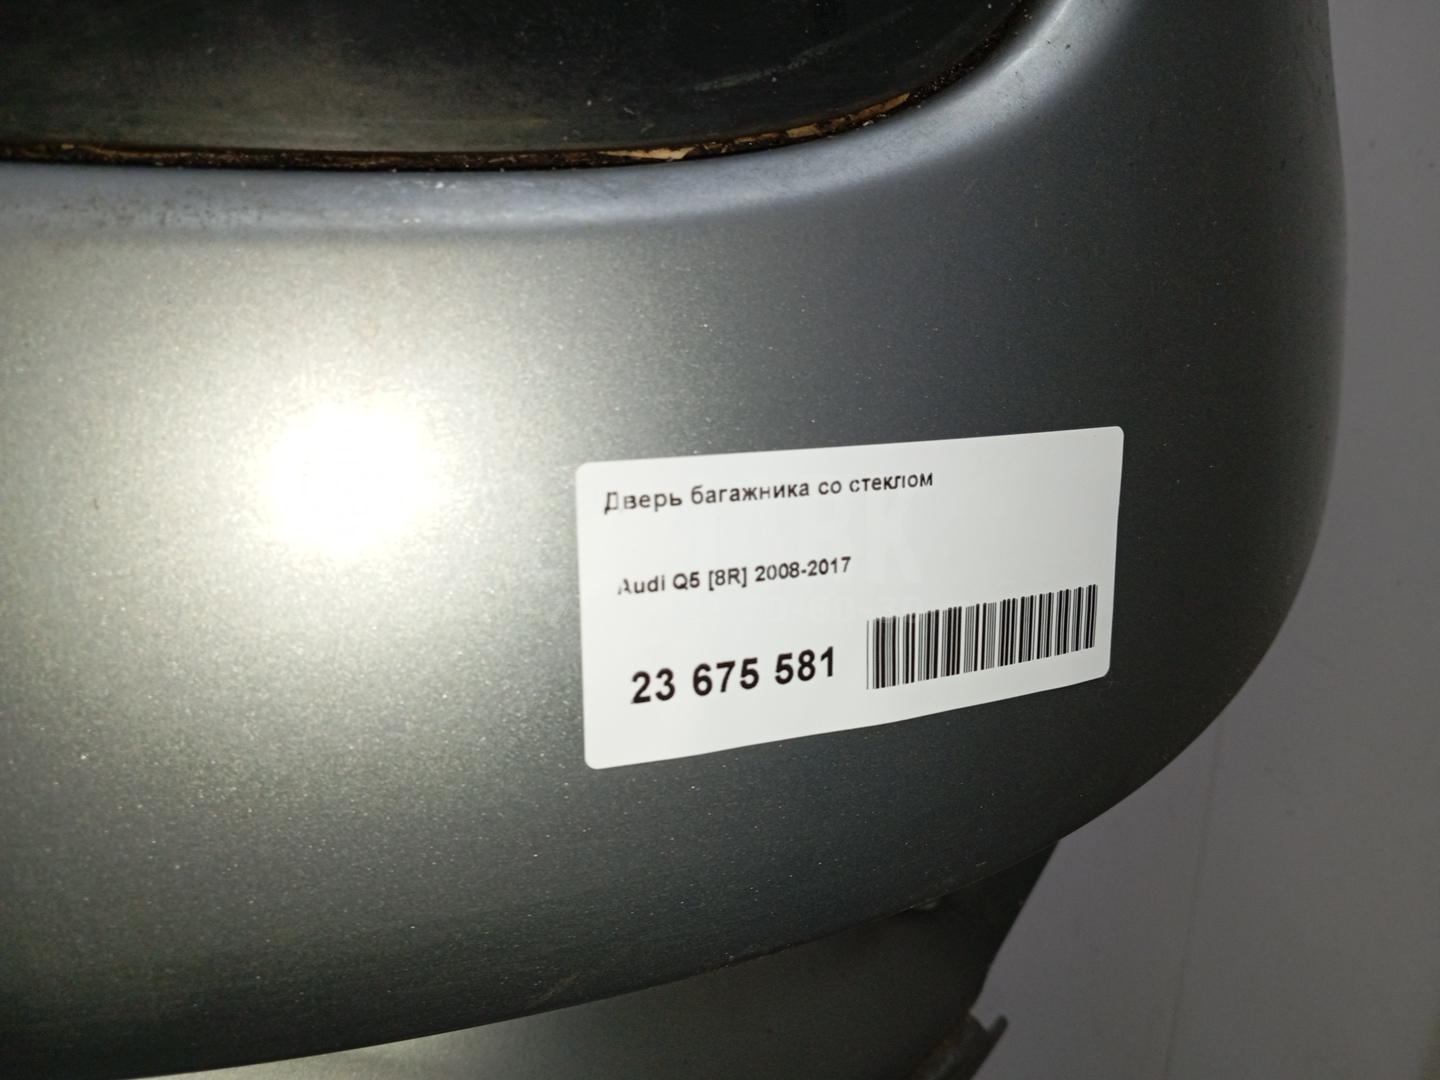 Дверь багажника со стеклом
Audi Q5 [8R] 2008-2017
23 675 581